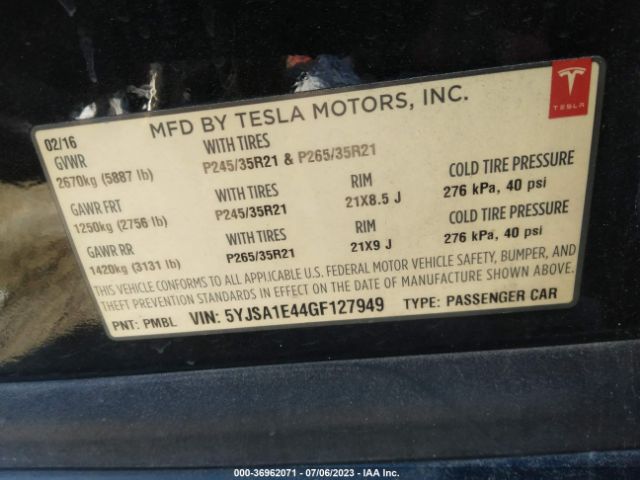 MFD BY TESLA MOTORS, INC.
TESLA
02/16
GVWR WITH TIRES
2670kg (5887 lb) P245/35R21 & P265/35R21
GAWR FRT WITH TIRES RIM COLD TIRE PRESSURE
1250kg (2756 lb) P245/35R21 21X8.5 J 276 kPa, 40 psi
GAWR RR WITH TIRES RIM COLD TIRE PRESSURE
1420kg (3131 lb) P265/35R21 21X9 J 276 kPa, 40 psi
THIS VEHICLE CONFORMS TO ALL APPLICABLE U.S. FEDERAL MOTOR VEHICLE SAFETY, BUMPER, AND
THEFT PREVENTION STANDARDS IN EFFECT ON THE DATE OF MANUFACTURE SHOWN ABOVE.
PNT: PMBL VIN: 5YJSA1E44GF127949 TYPE: PASSENGER CAR
000-36962071 - 07/06/2023 - IAA Inc.